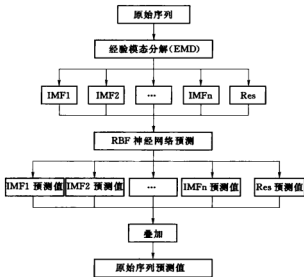 原始序列
经验模态分解(EMD)
IMF1 IMF2 ... IMFn Res
RBF 神经网络预测
IMF1 预测值 IMF2 预测值 ... IMFn 预测值 Res 预测值
叠加
原始序列预测值